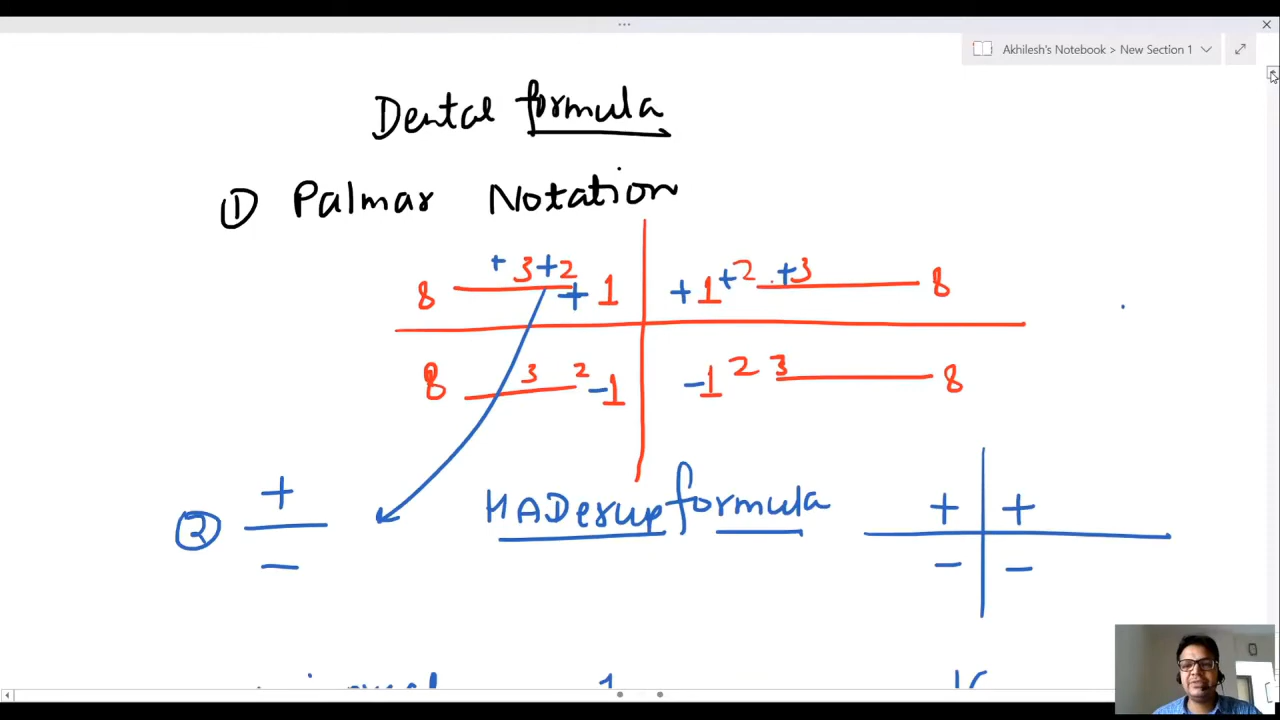 Akhilesh's Notebook > New Section 1
Dental formula
① Palmar Notation
8 + 3 + 2 + 1 + 1 + 2 + 3 8
8 3 2 - 1 - 1 2 3 8
② + HADerup formula + +
- - -